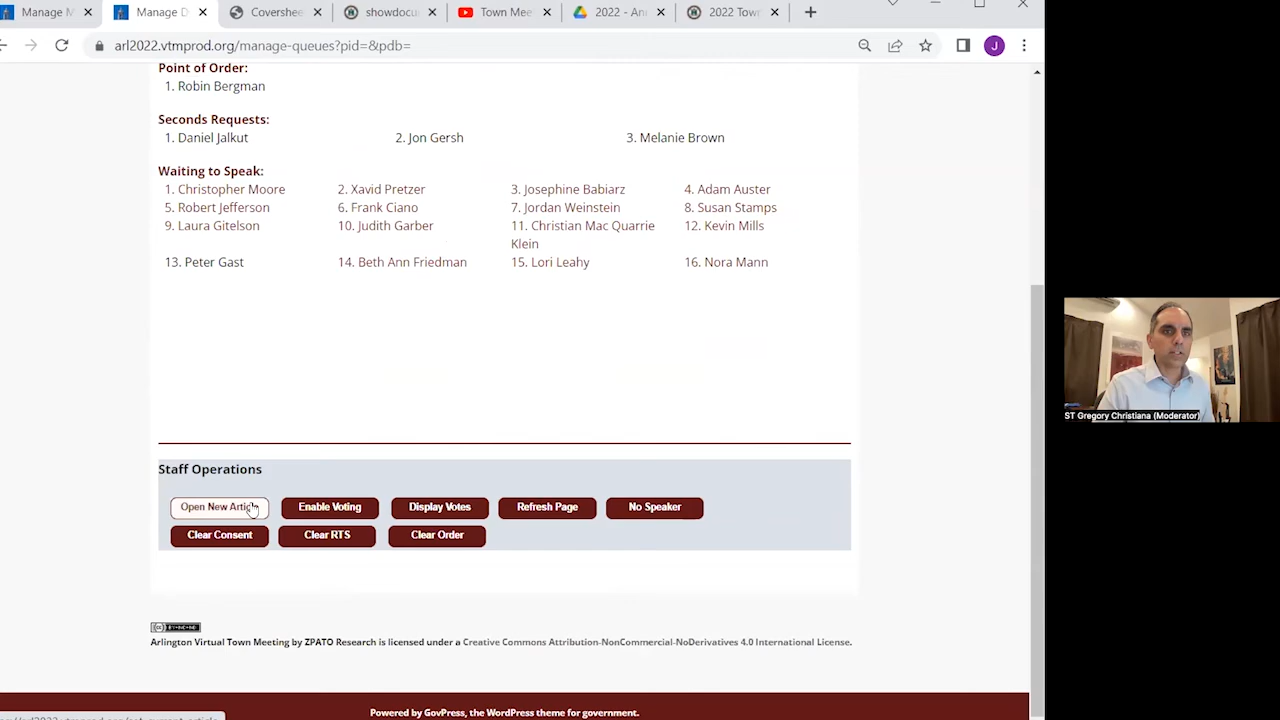 Manage M
Manage D
Covershee
showdocu
Town Mee
2022 - An
2022 Town
arl2022.vtmprod.org/manage-queues?pid=&pdb=
J
Point of Order:
1. Robin Bergman
Seconds Requests:
1. Daniel Jalkut 2. Jon Gersh 3. Melanie Brown
Waiting to Speak:
1. Christopher Moore 2. Xavid Pretzer 3. Josephine Babiarz 4. Adam Auster
5. Robert Jefferson 6. Frank Ciano 7. Jordan Weinstein 8. Susan Stamps
9. Laura Gitelson 10. Judith Garber 11. Christian Mac Quarrie 12. Kevin Mills
Klein
13. Peter Gast 14. Beth Ann Friedman 15. Lori Leahy 16. Nora Mann
ST Gregory Christiana (Moderator)
Staff Operations
Open New Article Enable Voting Display Votes Refresh Page No Speaker
Clear Consent Clear RTS Clear Order
Arlington Virtual Town Meeting by ZPATO Research is licensed under a Creative Commons Attribution-NonCommercial-NoDerivatives 4.0 International License.
Powered by GovPress, the WordPress theme for government.